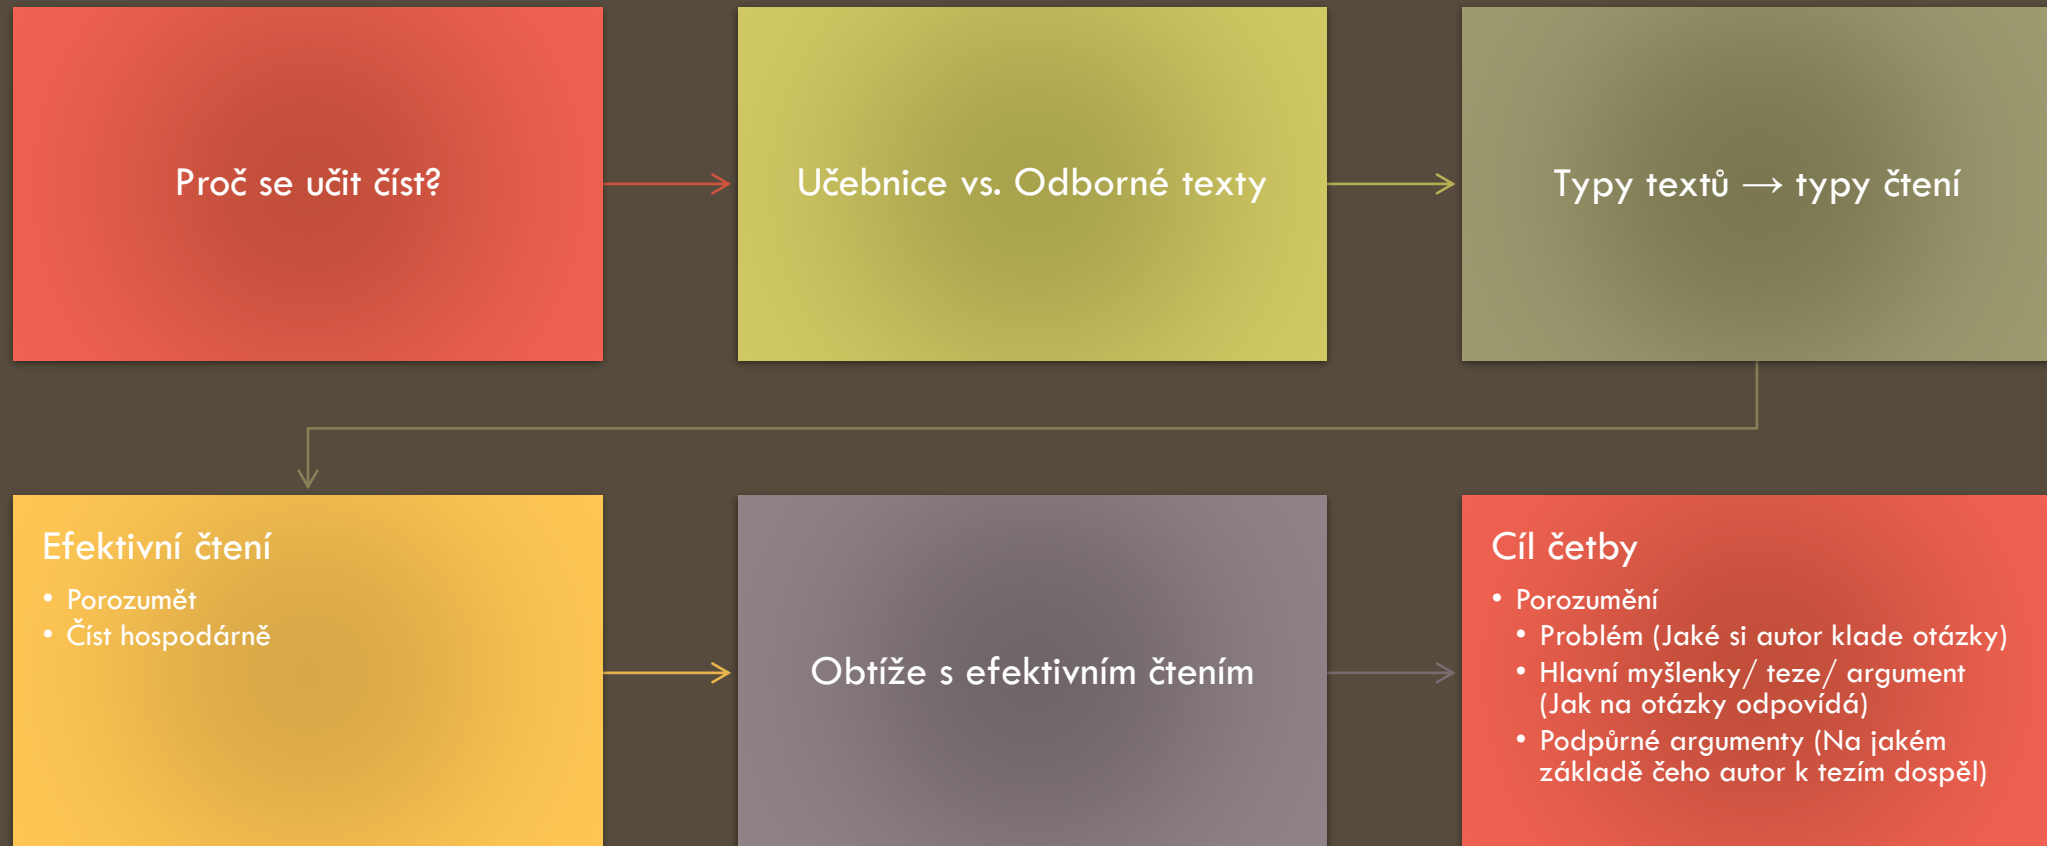 Proč se učit číst?
Učebnice vs. Odborné texty
Typy textů → typy čtení
Efektivní čtení
• Porozumět
• Číst hospodárně
Obtíže s efektivním čtením
Cíl četby
• Porozumění
• Problém (Jaké si autor klade otázky)
• Hlavní myšlenky/ teze/ argument
(Jak na otázky odpovídá)
• Podpůrné argumenty (Na jakém
základě čeho autor k tezím dospěl)